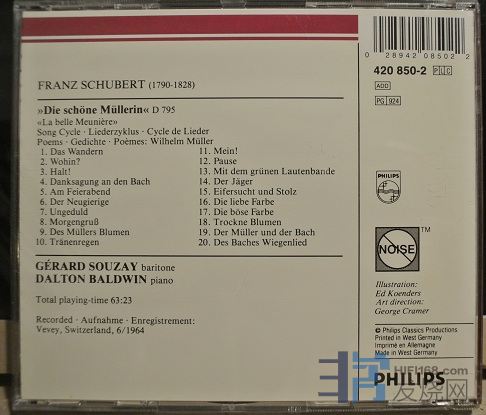 0 28942 08502 2
420 850-2 PLC
ADD
PG 924
FRANZ SCHUBERT (1790-1828)
»Die schöne Müllerin« D 795
«La belle Meunière»
Song Cycle · Liederzyklus · Cycle de Lieder
Poems · Gedichte · Poèmes: Wilhelm Müller
1. Das Wandern
2. Wohin?
3. Halt!
4. Danksagung an den Bach
5. Am Feierabend
6. Der Neugierige
7. Ungeduld
8. Morgengruß
9. Des Müllers Blumen
10. Tränenregen
11. Mein!
12. Pause
13. Mit dem grünen Lautenbande
14. Der Jäger
15. Eifersucht und Stolz
16. Die liebe Farbe
17. Die böse Farbe
18. Trockne Blumen
19. Der Müller und der Bach
20. Des Baches Wiegenlied
GÉRARD SOUZAY baritone
DALTON BALDWIN piano
Total playing-time 63:23
Recorded · Aufnahme · Enregistrement:
Vevey, Switzerland, 6/1964
PHILIPS
NOISE TM
Illustration:
Ed Koenders
Art direction:
George Cramer
℗ Philips Classics Productions
Printed in West Germany
Imprimé en Allemagne
Made in West Germany
PHILIPS
HIFI168.com
发烧网